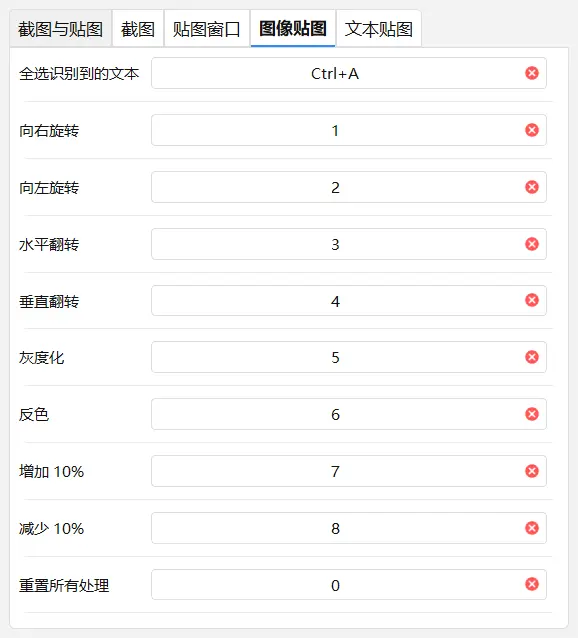 截图与贴图 截图 贴图窗口 图像贴图 文本贴图
全选识别到的文本 Ctrl+A
向右旋转 1
向左旋转 2
水平翻转 3
垂直翻转 4
灰度化 5
反色 6
增加 10% 7
减少 10% 8
重置所有处理 0